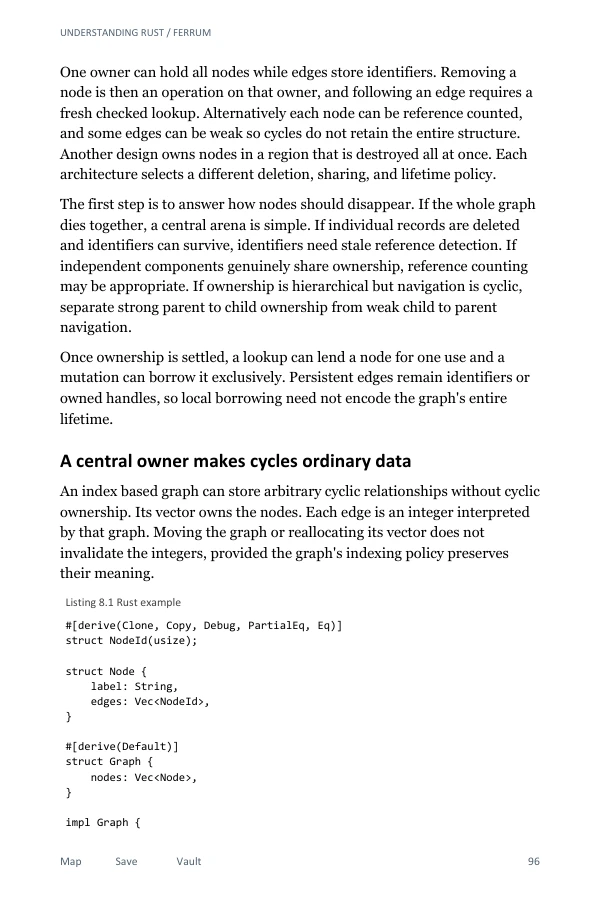 UNDERSTANDING RUST / FERRUM
One owner can hold all nodes while edges store identifiers. Removing a
node is then an operation on that owner, and following an edge requires a
fresh checked lookup. Alternatively each node can be reference counted,
and some edges can be weak so cycles do not retain the entire structure.
Another design owns nodes in a region that is destroyed all at once. Each
architecture selects a different deletion, sharing, and lifetime policy.
The first step is to answer how nodes should disappear. If the whole graph
dies together, a central arena is simple. If individual records are deleted
and identifiers can survive, identifiers need stale reference detection. If
independent components genuinely share ownership, reference counting
may be appropriate. If ownership is hierarchical but navigation is cyclic,
separate strong parent to child ownership from weak child to parent
navigation.
Once ownership is settled, a lookup can lend a node for one use and a
mutation can borrow it exclusively. Persistent edges remain identifiers or
owned handles, so local borrowing need not encode the graph's entire
lifetime.
A central owner makes cycles ordinary data
An index based graph can store arbitrary cyclic relationships without cyclic
ownership. Its vector owns the nodes. Each edge is an integer interpreted
by that graph. Moving the graph or reallocating its vector does not
invalidate the integers, provided the graph's indexing policy preserves
their meaning.
Listing 8.1 Rust example
#[derive(Clone, Copy, Debug, PartialEq, Eq)]
struct NodeId(usize);
struct Node {
    label: String,
    edges: Vec<NodeId>,
}
#[derive(Default)]
struct Graph {
    nodes: Vec<Node>,
}
impl Graph {
Map Save Vault 96